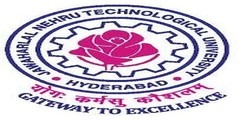 JAWAHARLAL NEHRU TECHNOLOGICAL UNIVERSITY
HYDERABAD
योगः कर्मसु कौशलम्
GATEWAY TO EXCELLENCE